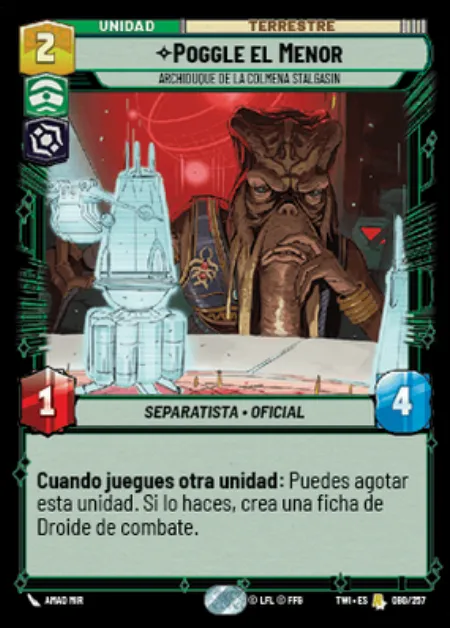 UNIDAD
TERRESTRE
2
POGGLE EL MENOR
ARCHIDUQUE DE LA COLMENA STALGASIN
1
SEPARATISTA • OFICIAL
4
Cuando juegues otra unidad: Puedes agotar
esta unidad. Si lo haces, crea una ficha de
Droide de combate.
AMAD MIR
© LFL © FFG
TWI • ES
080/257